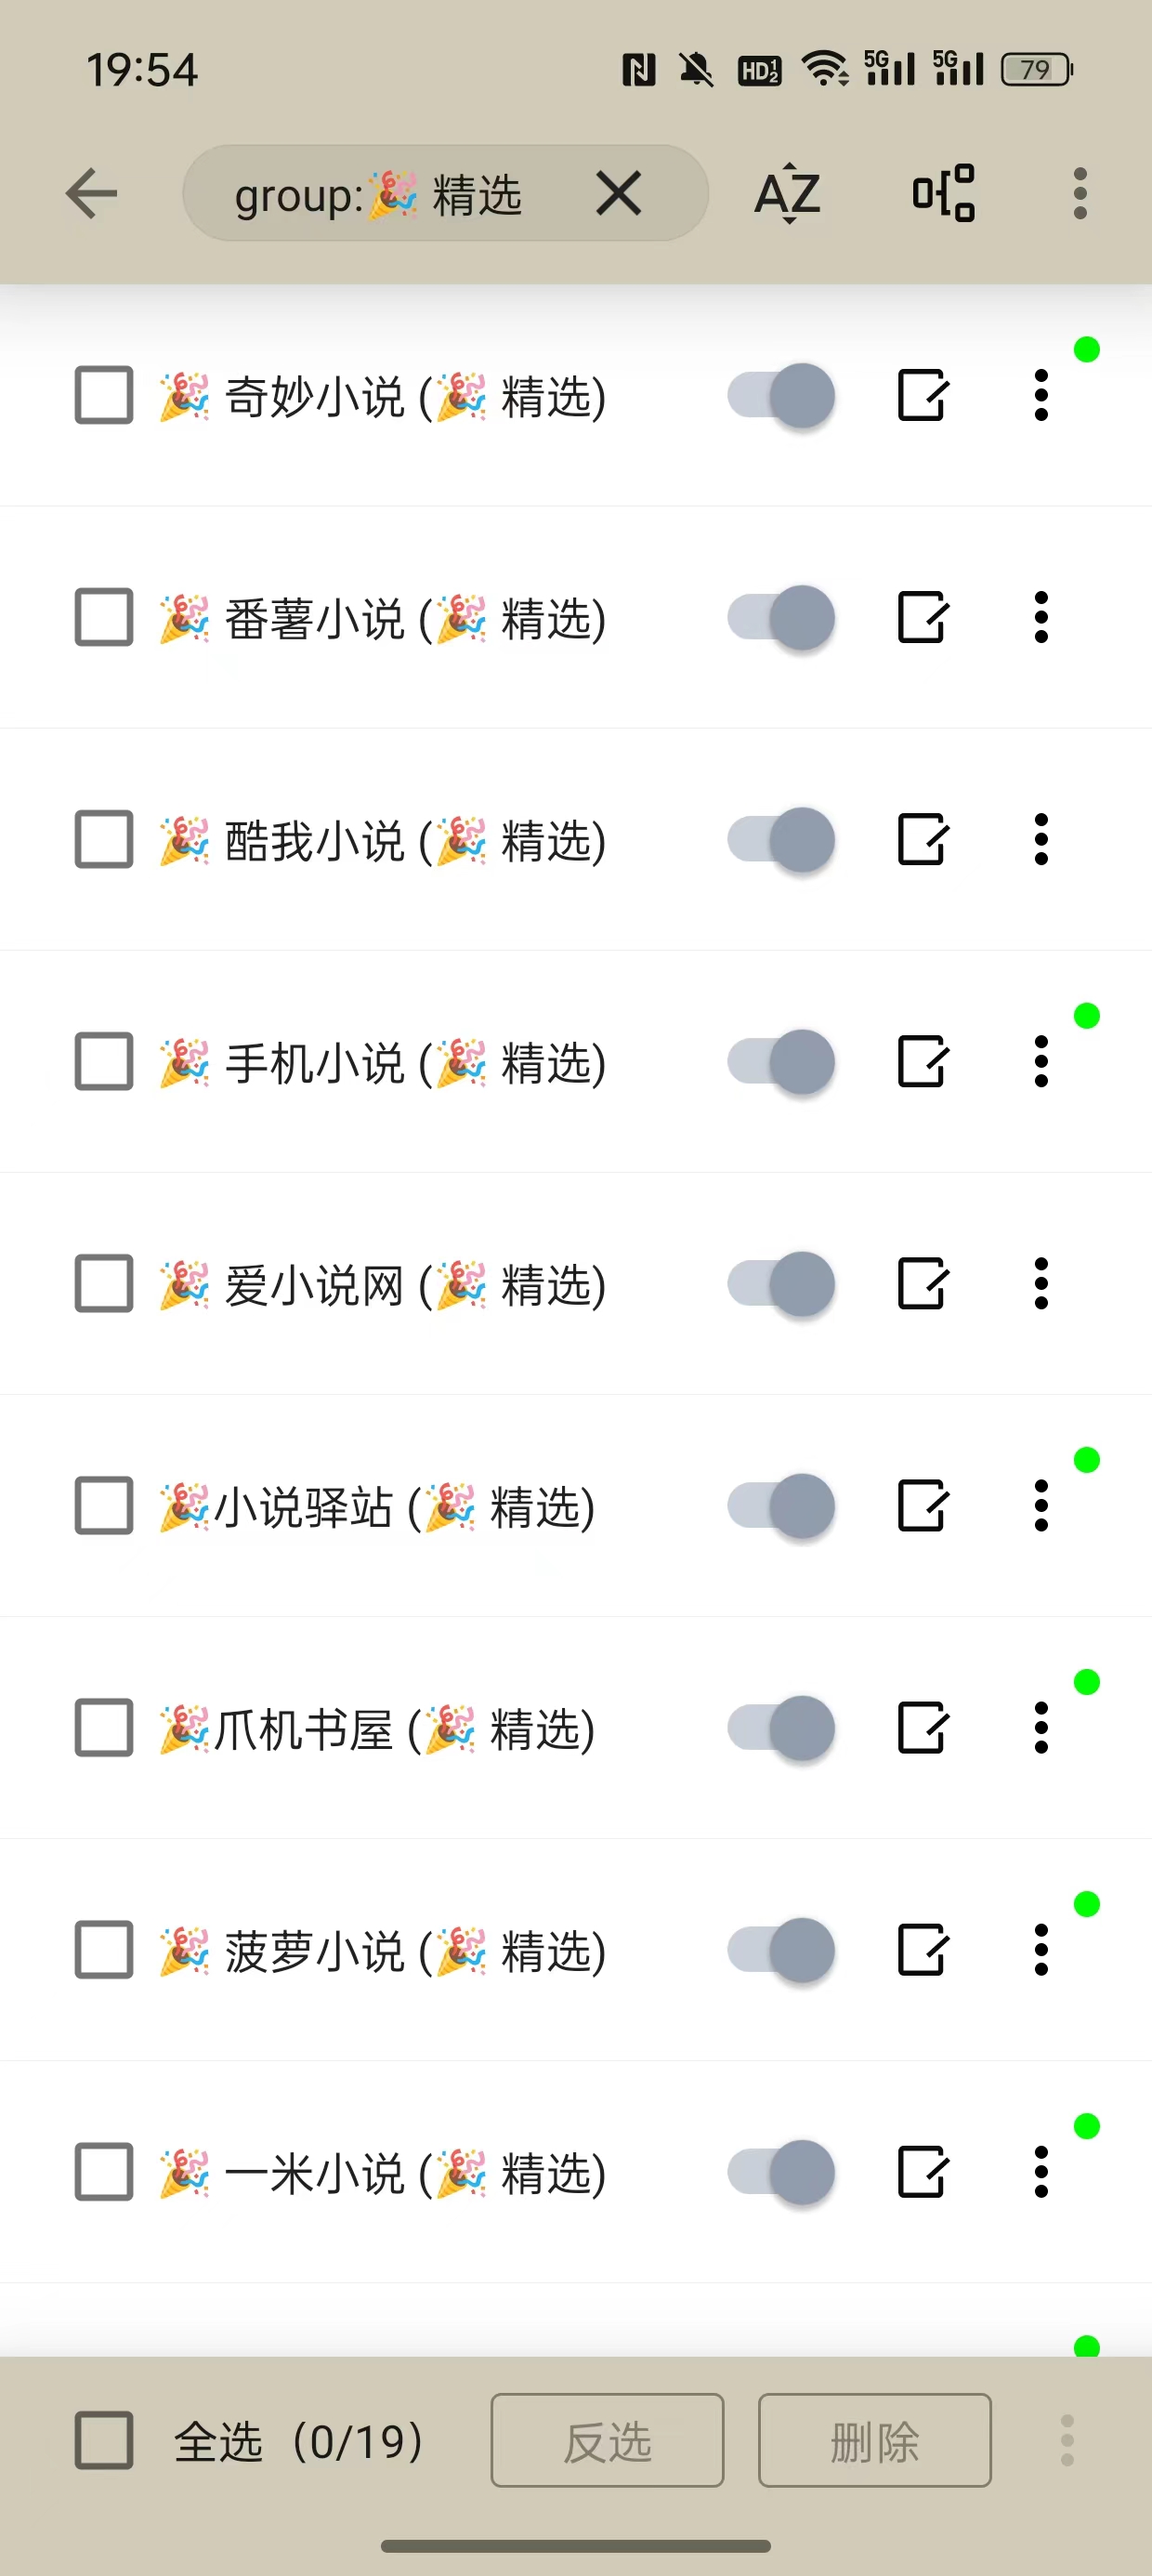 19:54 HD 1 2 5G 5G 79
group:🎉 精选 AZ
🎉 奇妙小说 (🎉 精选)
🎉 番薯小说 (🎉 精选)
🎉 酷我小说 (🎉 精选)
🎉 手机小说 (🎉 精选)
🎉 爱小说网 (🎉 精选)
🎉小说驿站 (🎉 精选)
🎉爪机书屋 (🎉 精选)
🎉 菠萝小说 (🎉 精选)
🎉 一米小说 (🎉 精选)
全选（0/19） 反选 删除